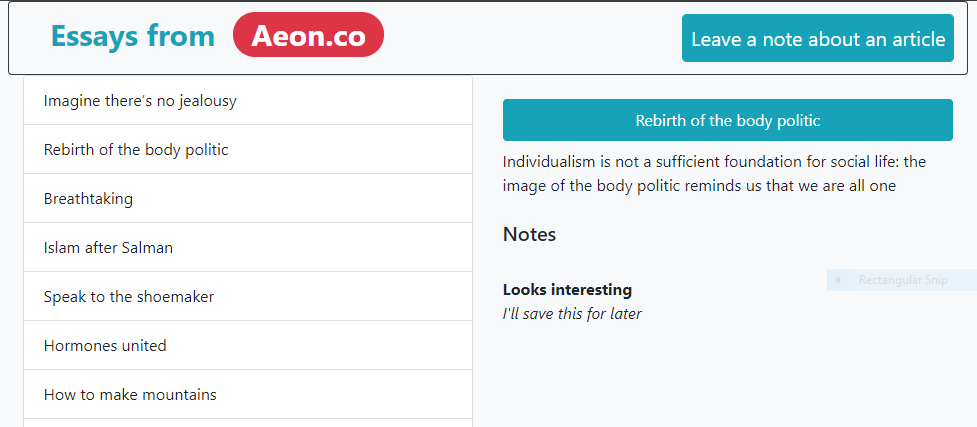 Essays from Aeon.co
Leave a note about an article
Imagine there's no jealousy
Rebirth of the body politic
Breathtaking
Islam after Salman
Speak to the shoemaker
Hormones united
How to make mountains
Rebirth of the body politic
Individualism is not a sufficient foundation for social life: the
image of the body politic reminds us that we are all one
Notes
Looks interesting
I'll save this for later
Rectangular Snip